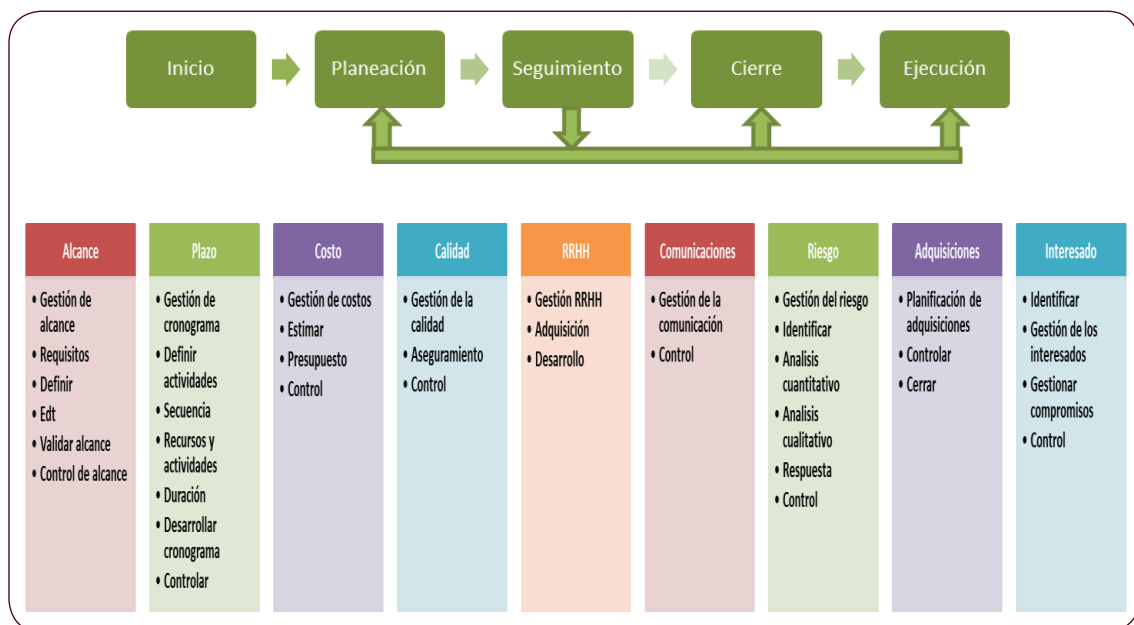 Inicio
Planeación
Seguimiento
Cierre
Ejecución
Alcance
• Gestión de
alcance
• Requisitos
• Definir
• Edt
• Validar alcance
• Control de alcance
Plazo
• Gestión de
cronograma
• Definir
actividades
• Secuencia
• Recursos y
actividades
• Duración
• Desarrollar
cronograma
• Controlar
Costo
• Gestión de costos
• Estimar
• Presupuesto
• Control
Calidad
• Gestión de la
calidad
• Aseguramiento
• Control
RRHH
• Gestión RRHH
• Adquisición
• Desarrollo
Comunicaciones
• Gestión de la
comunicación
• Control
Riesgo
• Gestión del riesgo
• Identificar
• Analisis
cuantitativo
• Analisis
cualitativo
• Respuesta
• Control
Adquisiciones
• Planificación de
adquisiciones
• Controlar
• Cerrar
Interesado
• Identificar
• Gestión de los
interesados
• Gestionar
compromisos
• Control